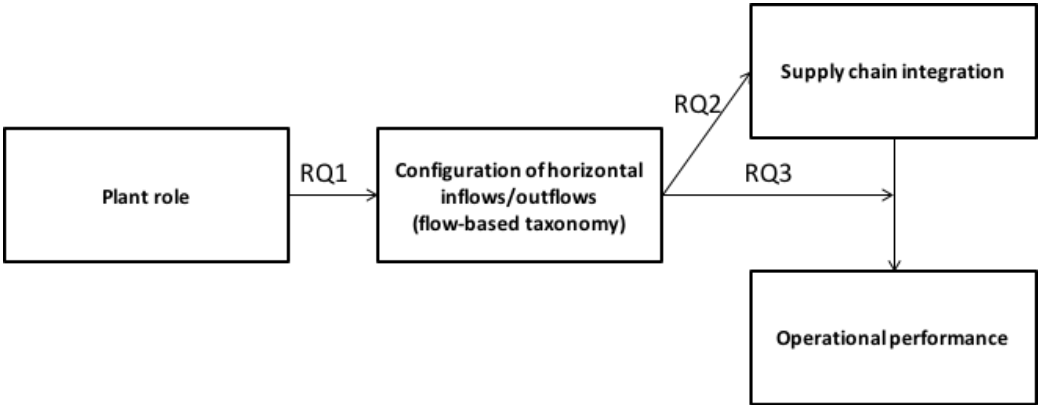 Supply chain integration
RQ2
Plant role
RQ1
Configuration of horizontal
inflows/outflows
(flow-based taxonomy)
RQ3
Operational performance